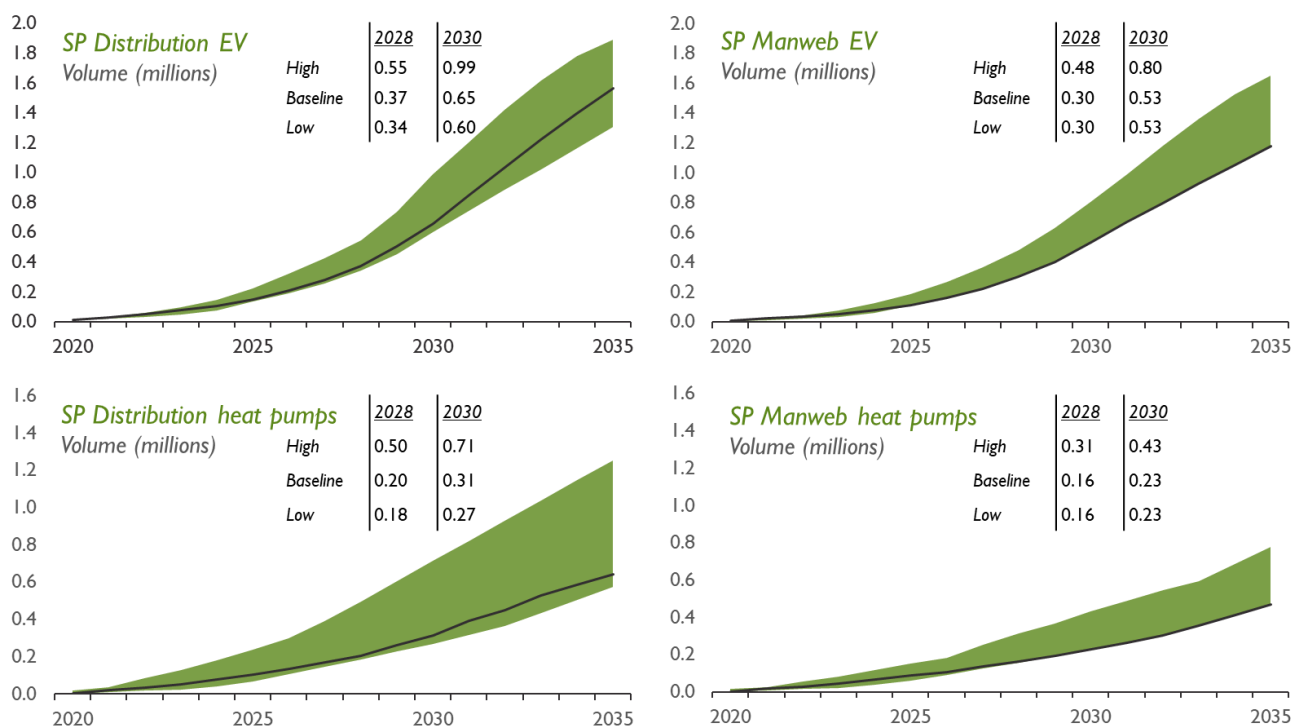 2.0
1.8
1.6
1.4
1.2
1.0
0.8
0.6
0.4
0.2
0.0
SP Distribution EV
Volume (millions)
2028 2030
High 0.55 0.99
Baseline 0.37 0.65
Low 0.34 0.60
2020 2025 2030 2035
2.0
1.8
1.6
1.4
1.2
1.0
0.8
0.6
0.4
0.2
0.0
SP Manweb EV
Volume (millions)
2028 2030
High 0.48 0.80
Baseline 0.30 0.53
Low 0.30 0.53
2020 2025 2030 2035
1.6
1.4
1.2
1.0
0.8
0.6
0.4
0.2
0.0
SP Distribution heat pumps
Volume (millions)
2028 2030
High 0.50 0.71
Baseline 0.20 0.31
Low 0.18 0.27
2020 2025 2030 2035
1.6
1.4
1.2
1.0
0.8
0.6
0.4
0.2
0.0
SP Manweb heat pumps
Volume (millions)
2028 2030
High 0.31 0.43
Baseline 0.16 0.23
Low 0.16 0.23
2020 2025 2030 2035